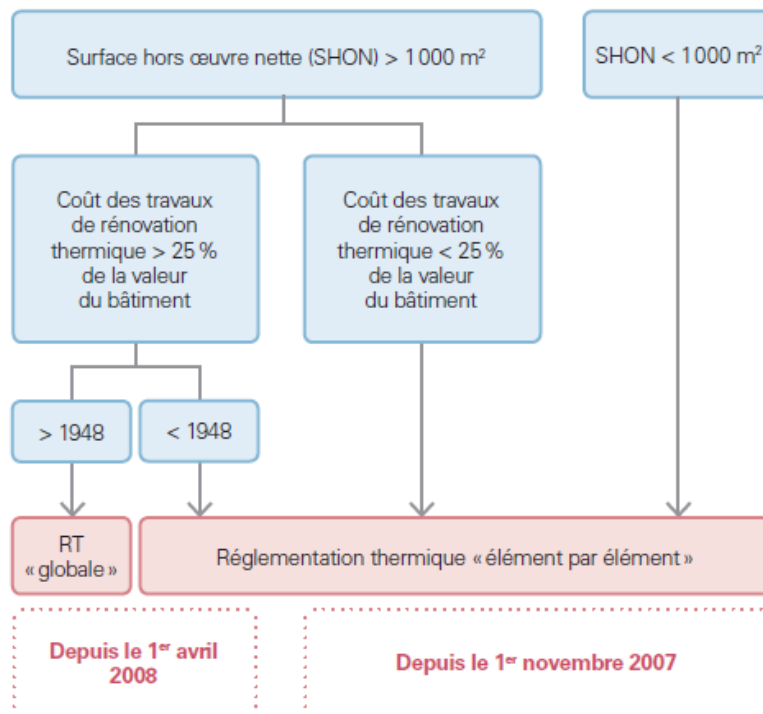 Surface hors œuvre nette (SHON) > 1 000 m²
SHON < 1 000 m²
Coût des travaux
de rénovation
thermique > 25 %
de la valeur
du bâtiment
Coût des travaux
de rénovation
thermique < 25 %
de la valeur
du bâtiment
> 1948
< 1948
RT
« globale »
Réglementation thermique « élément par élément »
Depuis le 1er avril
2008
Depuis le 1er novembre 2007